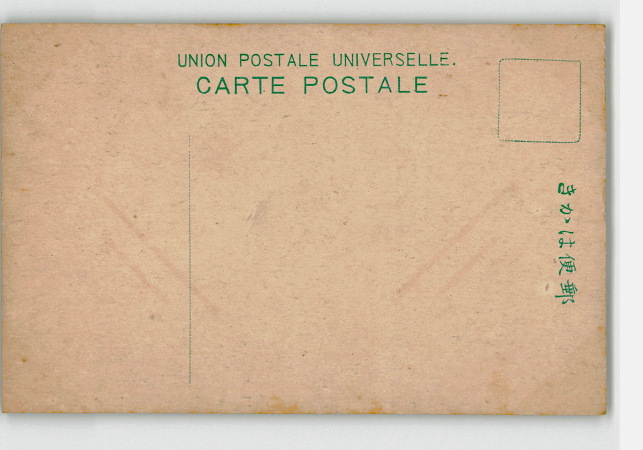 UNION POSTALE UNIVERSELLE.
CARTE POSTALE
郵便はかき